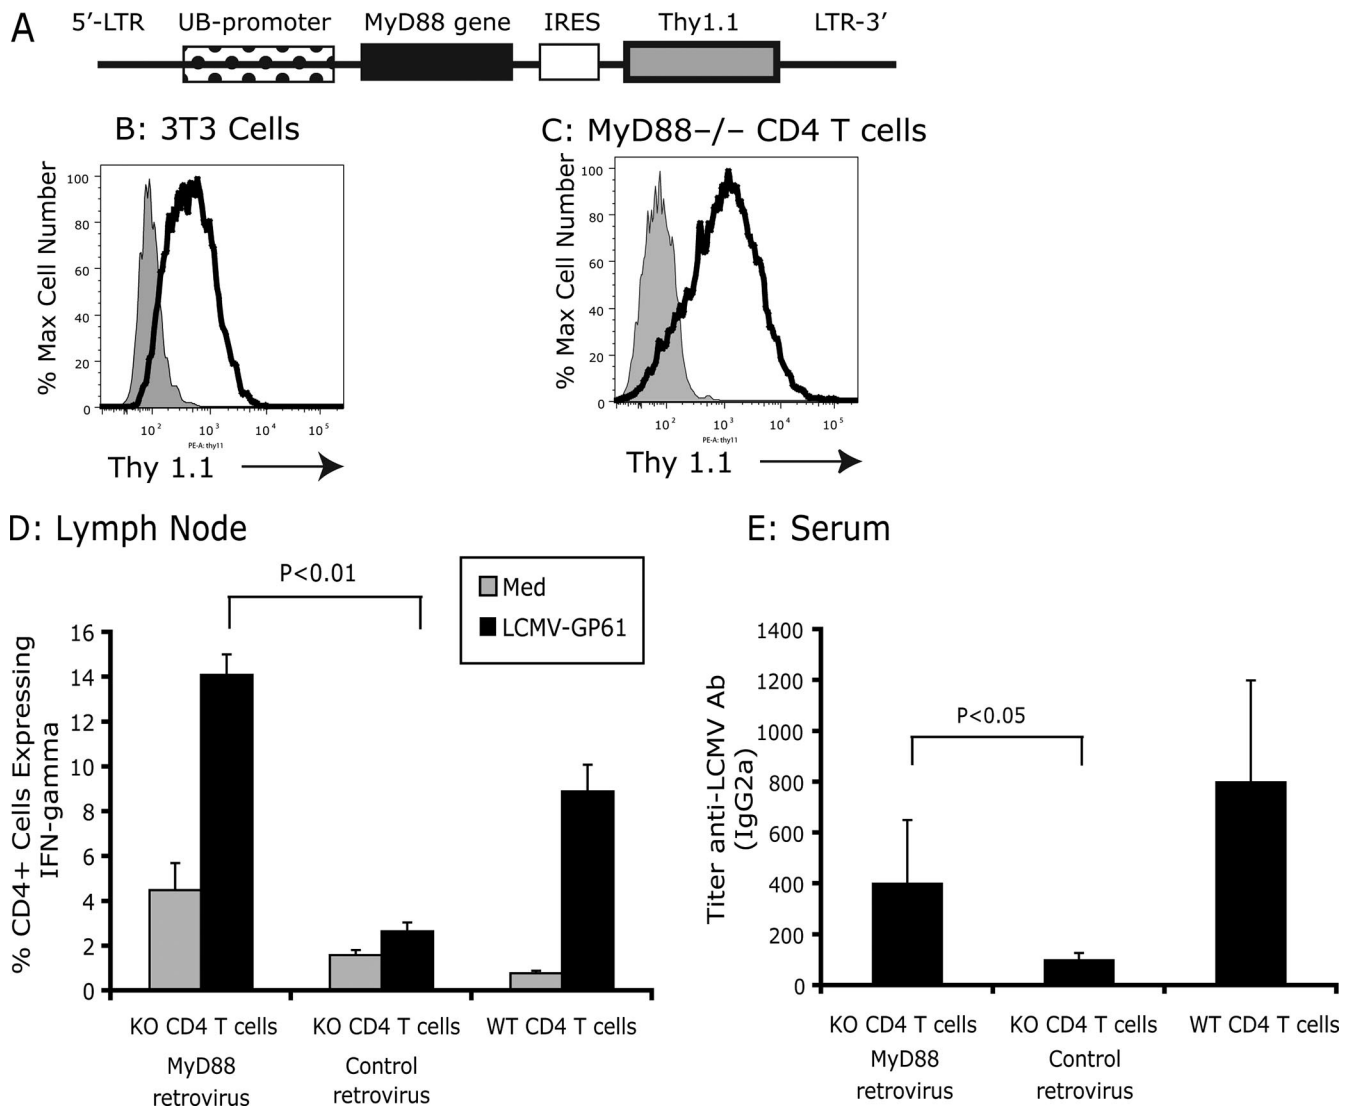 A
5′-LTR UB-promoter MyD88 gene IRES Thy1.1 LTR-3′
B: 3T3 Cells
% Max Cell Number
100
80
60
40
20
0
10² 10³ 10⁴ 10⁵
PE-A: thy11
Thy 1.1
C: MyD88–/– CD4 T cells
% Max Cell Number
100
80
60
40
20
0
10² 10³ 10⁴ 10⁵
PE-A: thy11
Thy 1.1
D: Lymph Node
P<0.01
Med
LCMV-GP61
% CD4+ Cells Expressing
IFN-gamma
16
14
12
10
8
6
4
2
0
KO CD4 T cells
MyD88
retrovirus
KO CD4 T cells
Control
retrovirus
WT CD4 T cells
E: Serum
P<0.05
Titer anti-LCMV Ab
(IgG2a)
1400
1200
1000
800
600
400
200
0
KO CD4 T cells
MyD88
retrovirus
KO CD4 T cells
Control
retrovirus
WT CD4 T cells